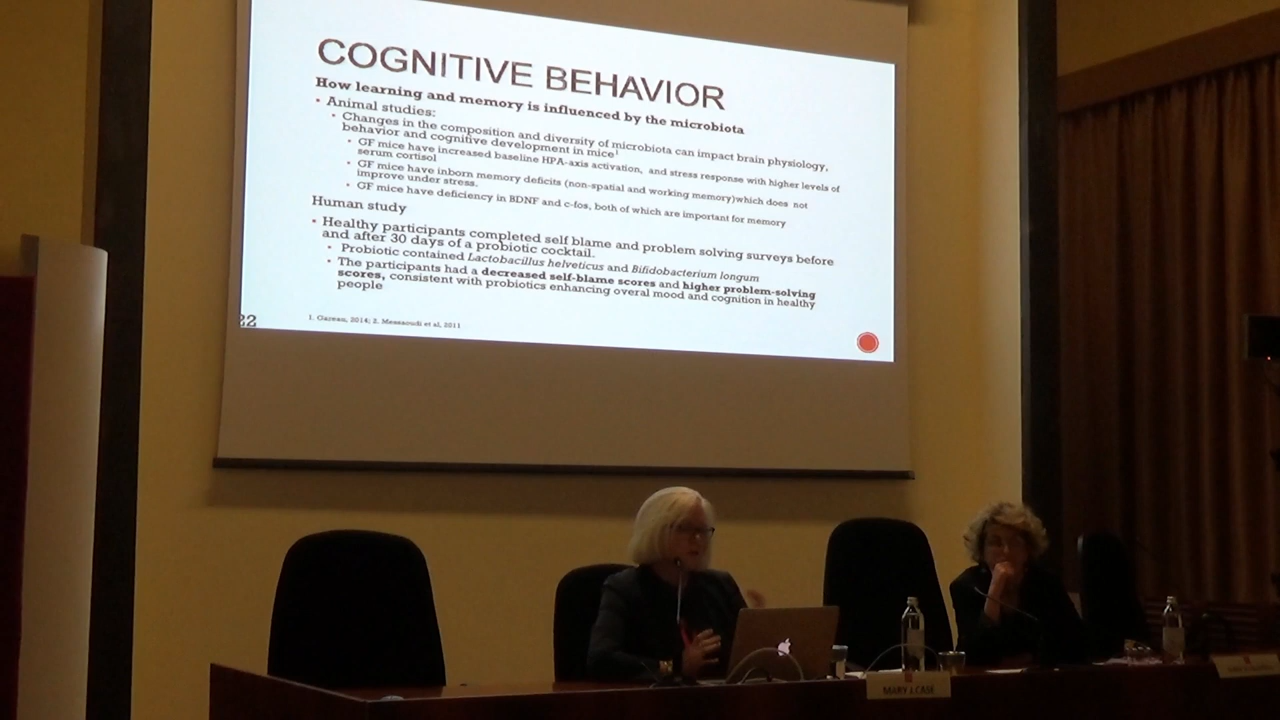 COGNITIVE BEHAVIOR
How learning and memory is influenced by the microbiota
• Animal studies:
• Changes in the composition and diversity of microbiota can impact brain physiology,
behavior and cognitive development in mice¹
• GF mice have increased baseline HPA-axis activation, and stress response with higher levels of
serum cortisol
• GF mice have inborn memory deficits (non-spatial and working memory)which does not
improve under stress.
• GF mice have deficiency in BDNF and c-fos, both of which are important for memory
Human study
• Healthy participants completed self blame and problem solving surveys before
and after 30 days of a probiotic cocktail.
• Probiotic contained Lactobacillus helveticus and Bifidobacterium longum
• The participants had a decreased self-blame scores and higher problem-solving
scores, consistent with probiotics enhancing overal mood and cognition in healthy
people
22
1. Gareau, 2014; 2. Messaoudi et al, 2011
MARY J. CASE